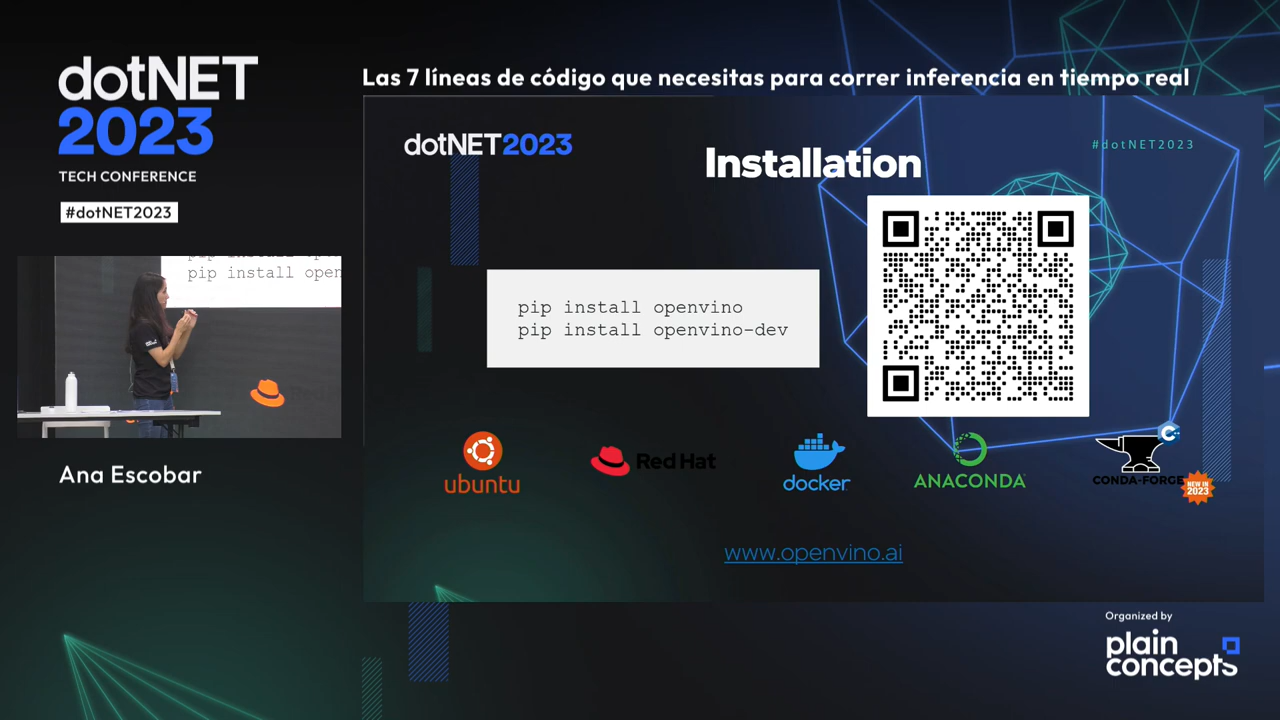 dotNET
2023
TECH CONFERENCE
#dotNET2023
Las 7 líneas de código que necesitas para correr inferencia en tiempo real
dotNET2023
Installation
#dotNET2023
pip install openvino
pip install openvino-dev
pip install open
ubuntu
Red Hat
docker
ANACONDA
CONDA-FORGE
C++
NEW IN
2023
www.openvino.ai
Ana Escobar
Organized by
plain
concepts